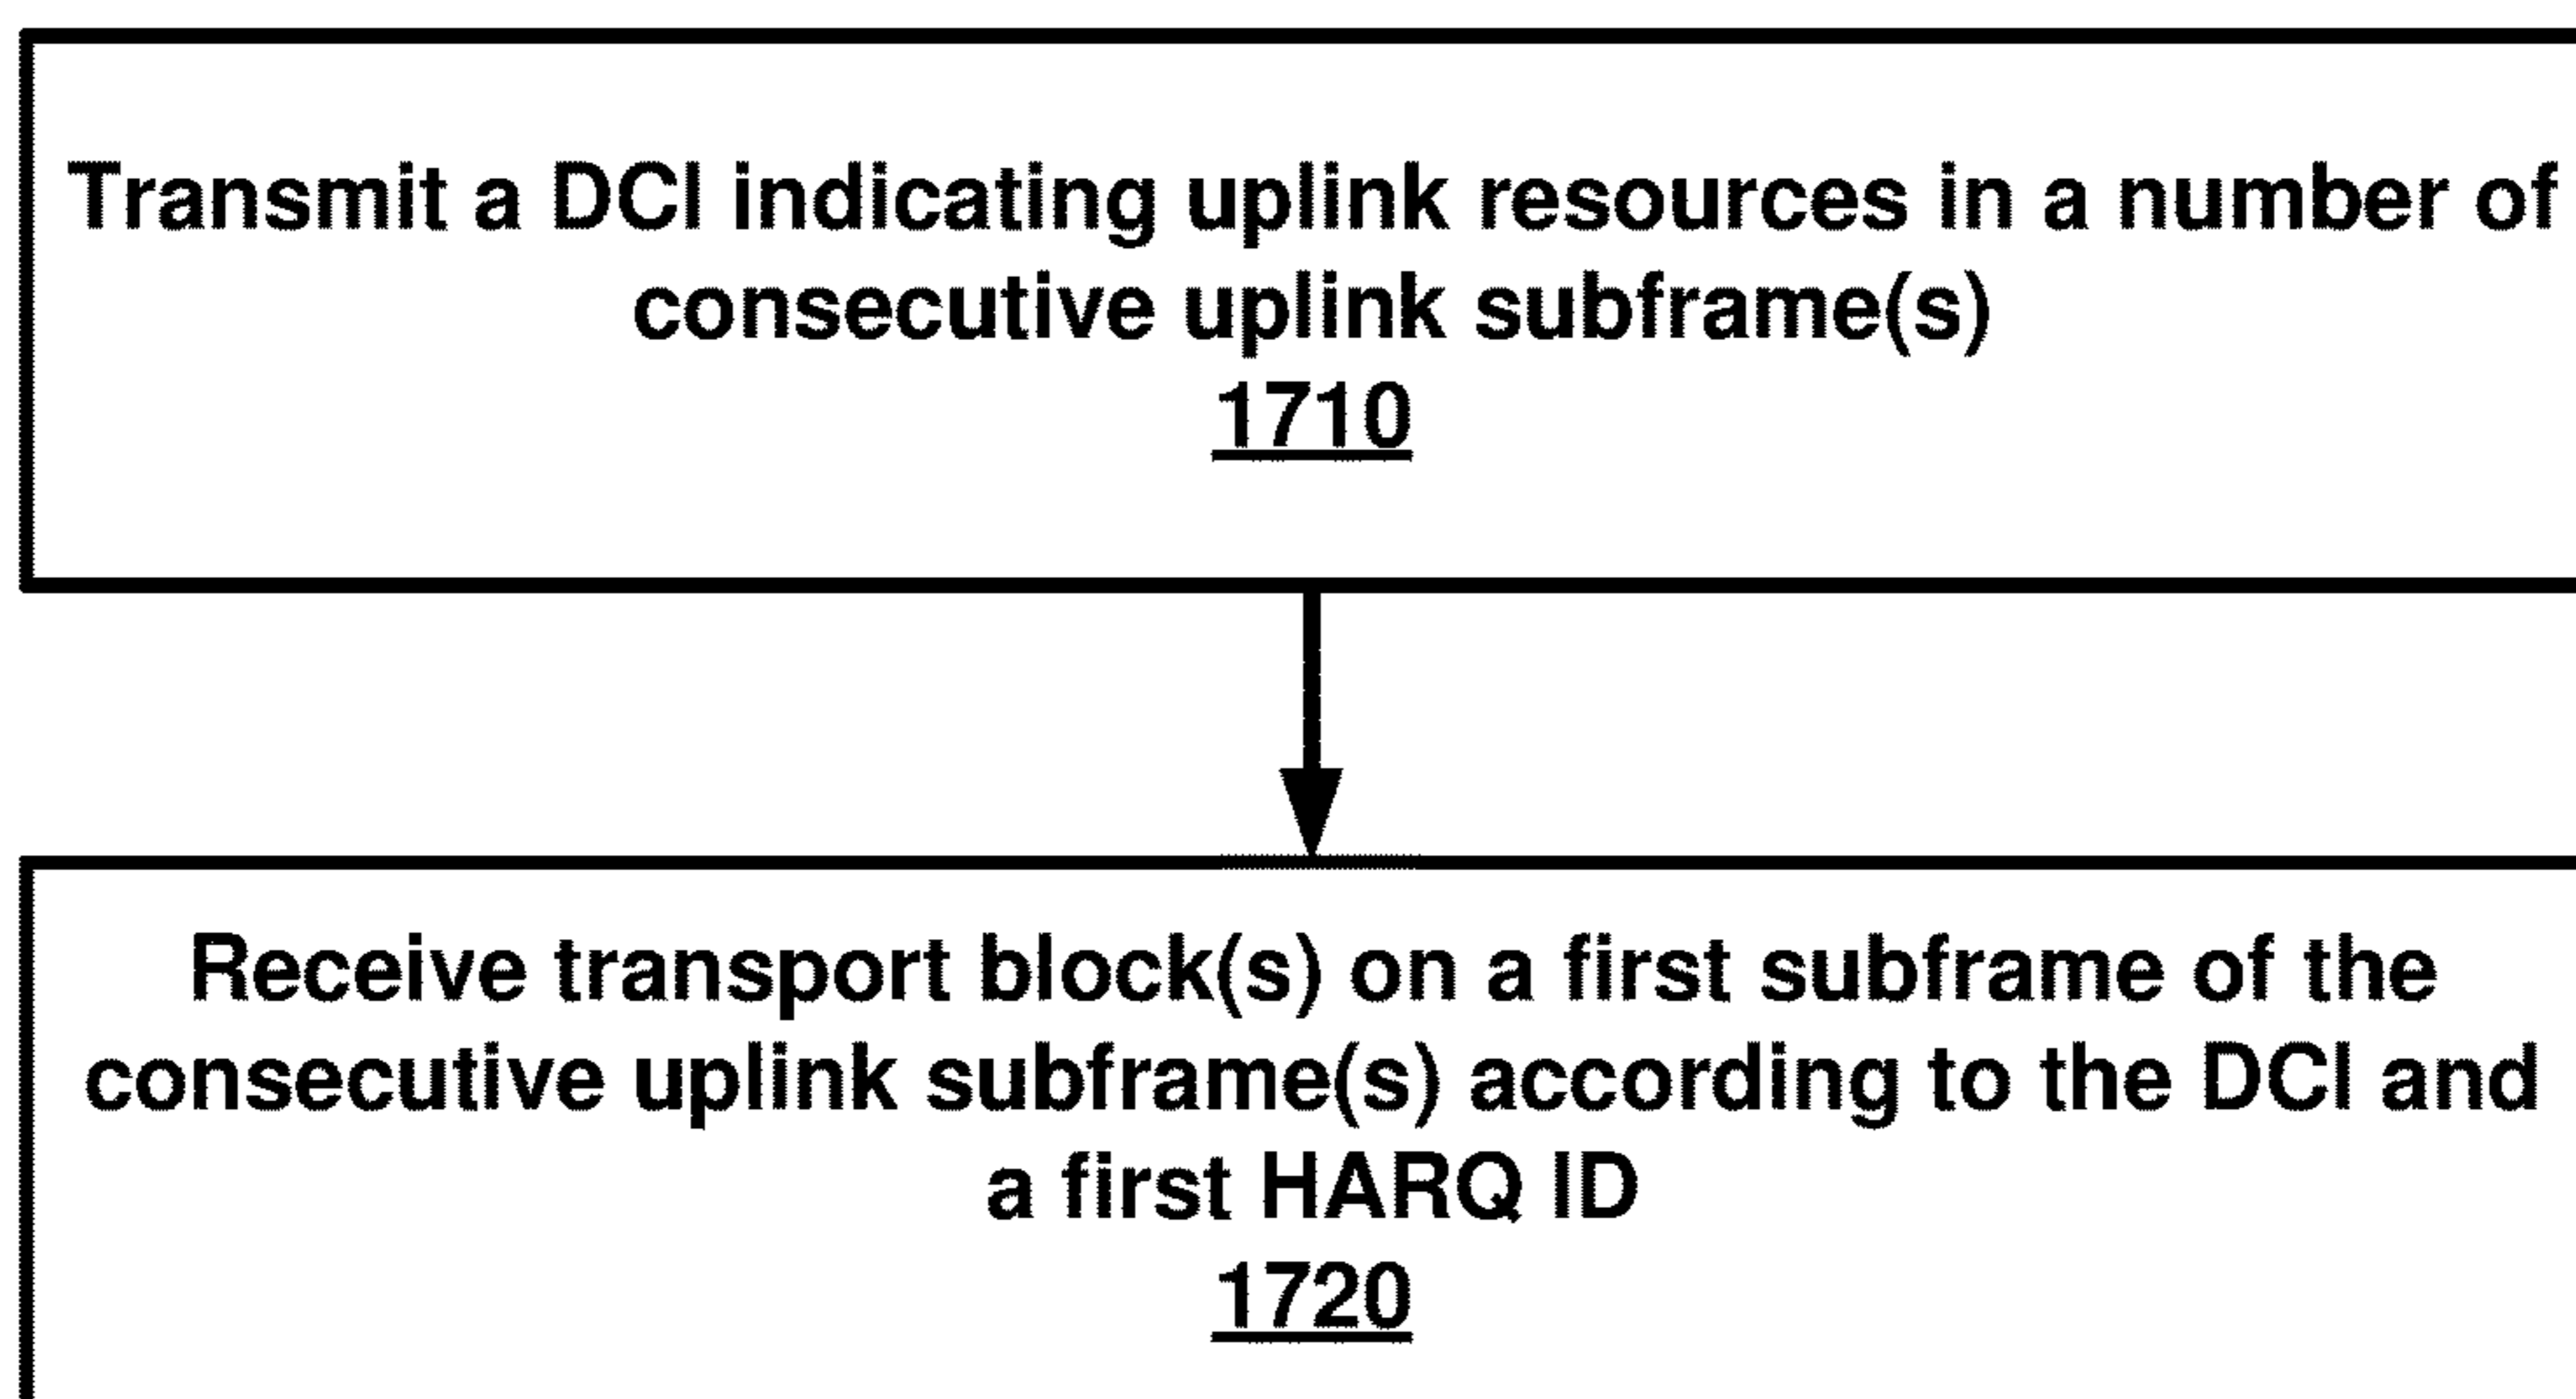 Transmit a DCI indicating uplink resources in a number of
consecutive uplink subframe(s)
1710
Receive transport block(s) on a first subframe of the
consecutive uplink subframe(s) according to the DCI and
a first HARQ ID
1720